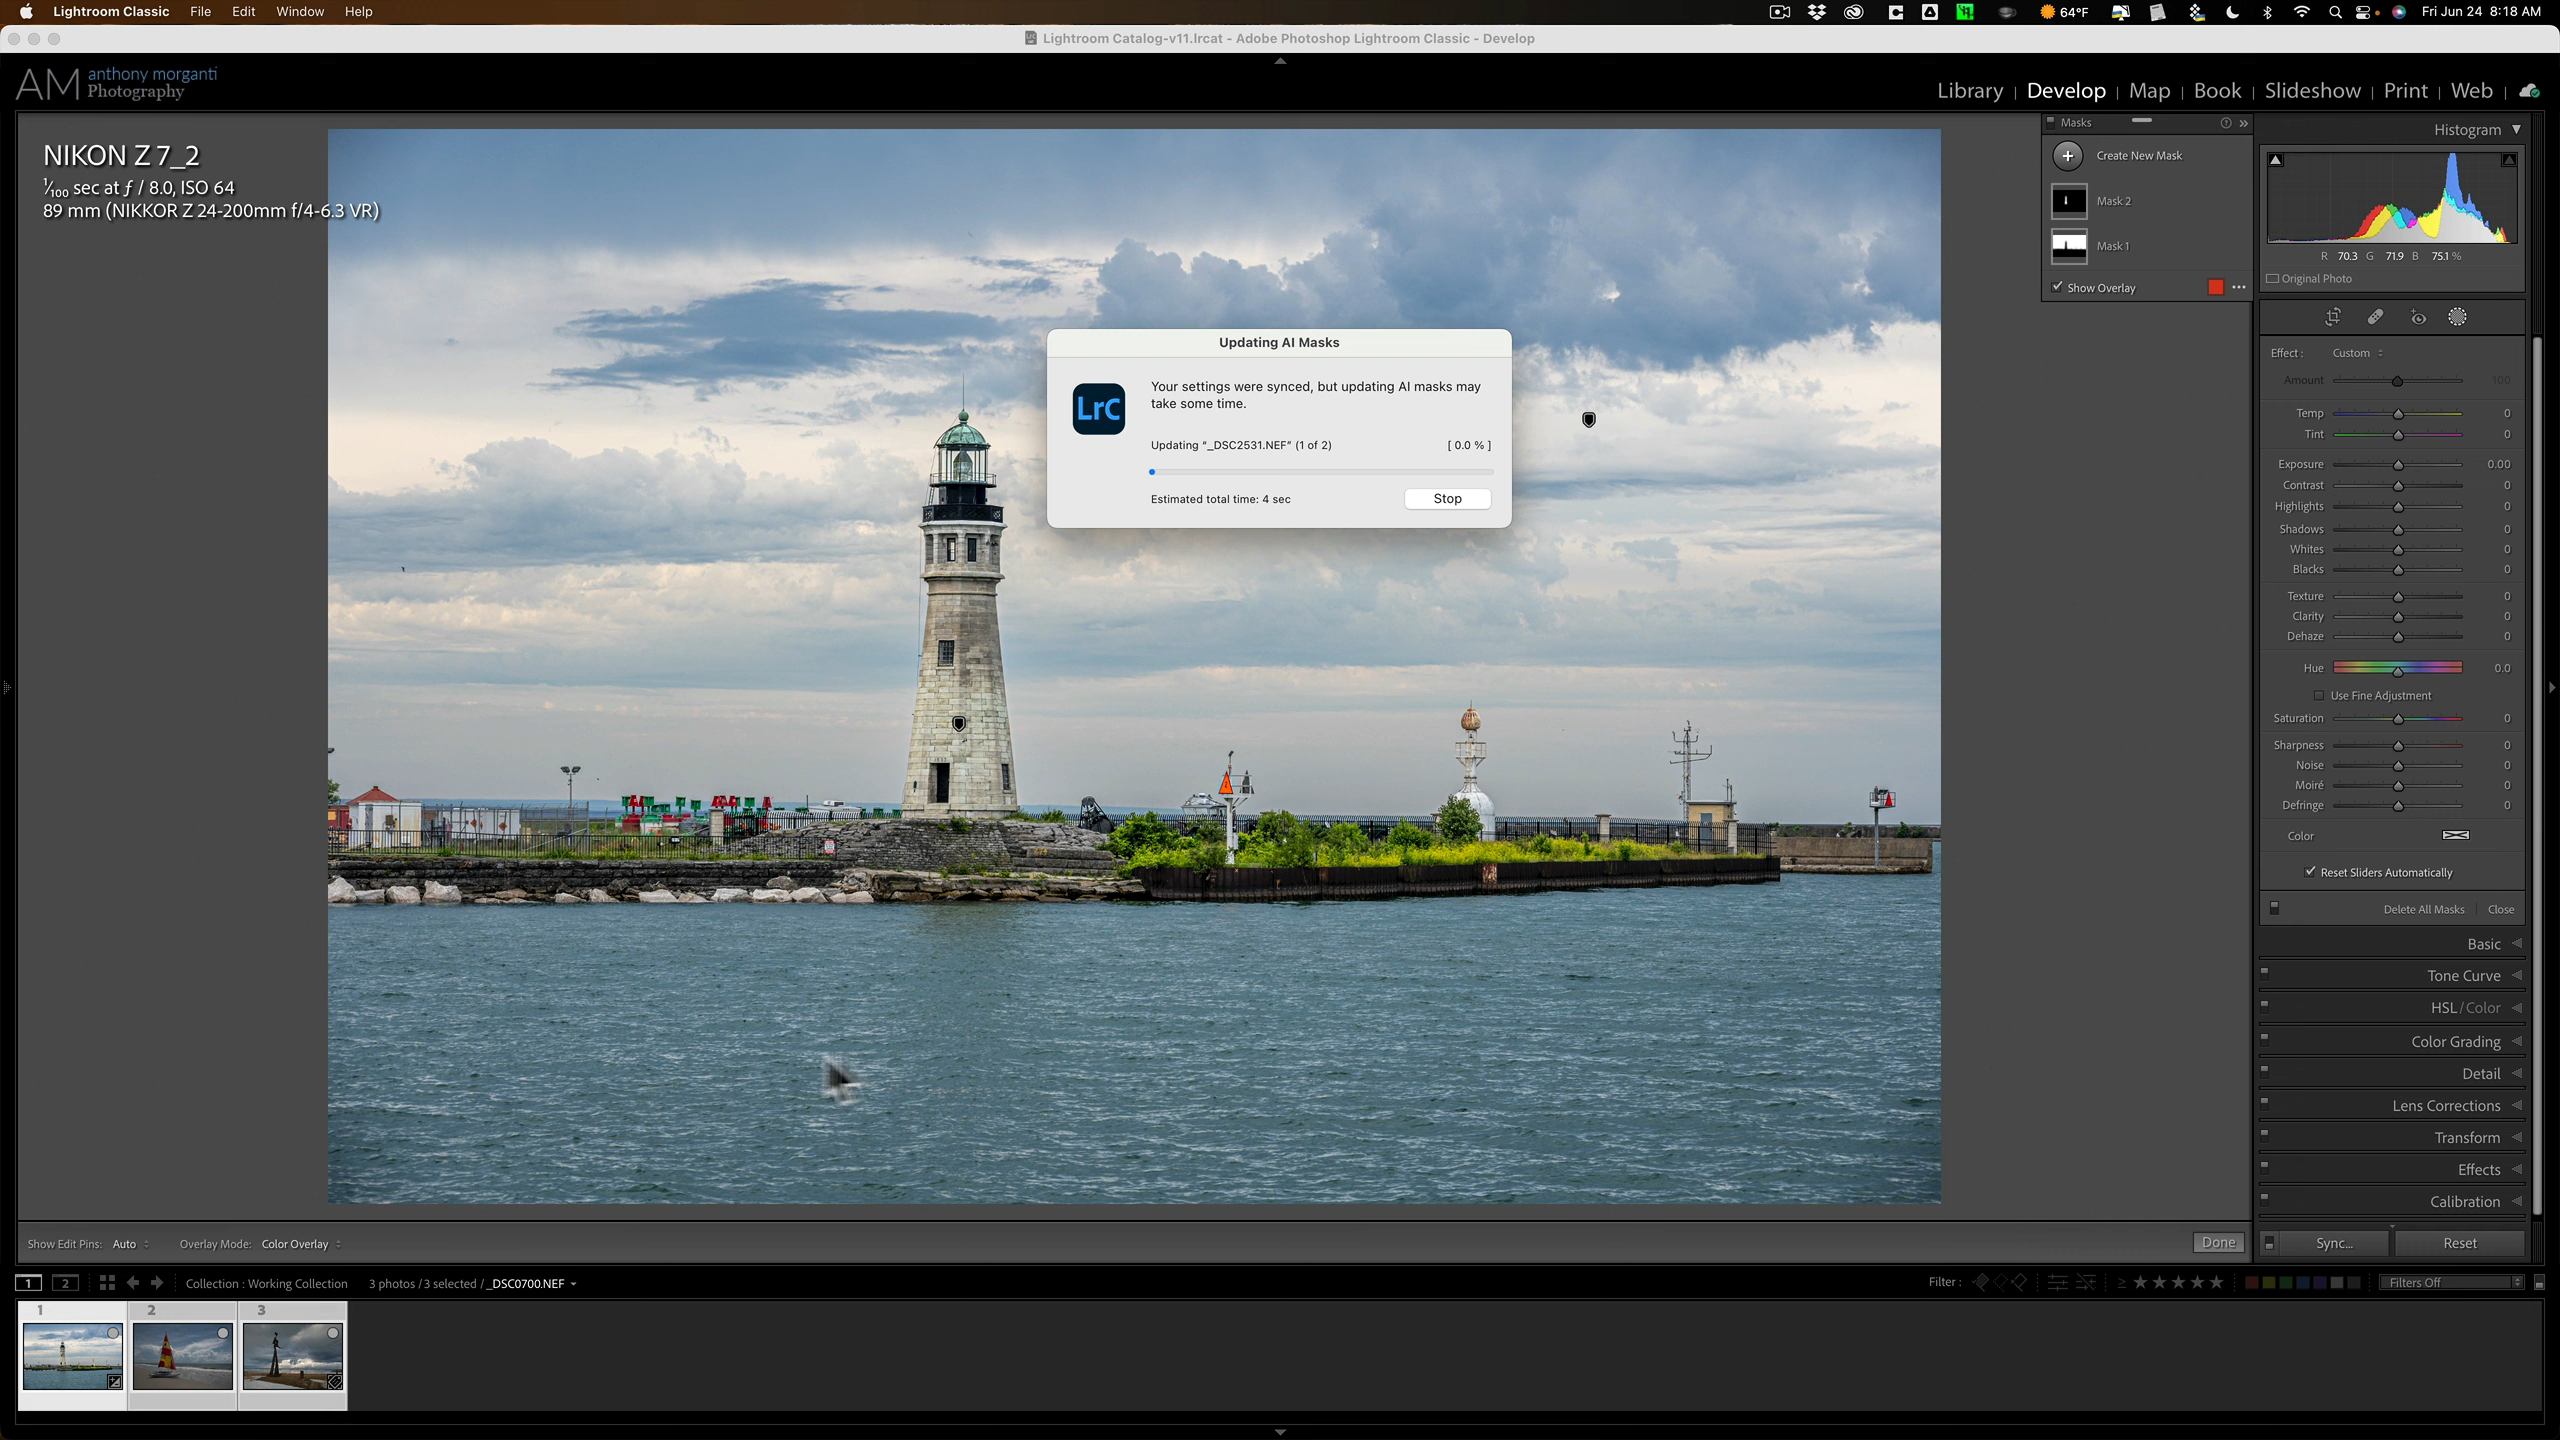 Lightroom Classic File Edit Window Help
64°F Fri Jun 24 8:18 AM
Lightroom Catalog-v11.lrcat - Adobe Photoshop Lightroom Classic - Develop
AM anthony morganti
Photography
Library | Develop | Map | Book | Slideshow | Print | Web
NIKON Z 7_2
1/100 sec at ƒ / 8.0, ISO 64
89 mm (NIKKOR Z 24-200mm f/4-6.3 VR)
Masks
Create New Mask
Mask 2
Mask 1
Show Overlay
Updating AI Masks
LrC
Your settings were synced, but updating AI masks may
take some time.
Updating “_DSC2531.NEF” (1 of 2) [ 0.0 % ]
Estimated total time: 4 sec
Stop
Histogram
R 70.3 G 71.9 B 75.1 %
Original Photo
Effect : Custom
Amount 100
Temp 0
Tint 0
Exposure 0.00
Contrast 0
Highlights 0
Shadows 0
Whites 0
Blacks 0
Texture 0
Clarity 0
Dehaze 0
Hue 0.0
Use Fine Adjustment
Saturation 0
Sharpness 0
Noise 0
Moiré 0
Defringe 0
Color
Reset Sliders Automatically
Delete All Masks Close
Basic
Tone Curve
HSL / Color
Color Grading
Detail
Lens Corrections
Transform
Effects
Calibration
Sync... Reset
Show Edit Pins: Auto Overlay Mode: Color Overlay Done
1 2 Collection : Working Collection 3 photos / 3 selected / _DSC0700.NEF Filter : ≥ ★★★★★ Filters Off
1 2 3